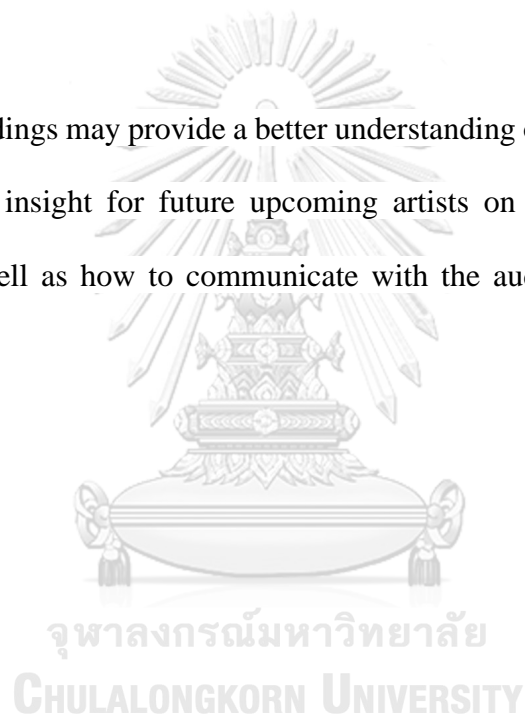 dings may provide a better understanding
insight for future upcoming artists on
ell as how to communicate with the
จุฬาลงกรณ์มหาวิทยาลัย
CHULALONGKORN UNIVERSITY